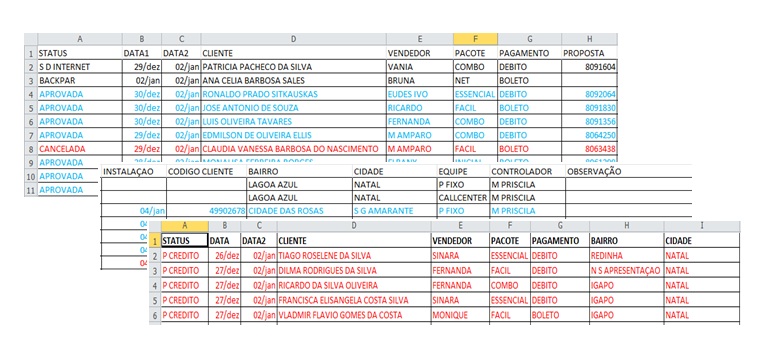 A B C D E F G H
1 STATUS DATA1 DATA2 CLIENTE VENDEDOR PACOTE PAGAMENTO PROPOSTA
2 S D INTERNET 29/dez 02/jan PATRICIA PACHECO DA SILVA VANIA COMBO DEBITO 8091604
3 BACKPAR 02/jan 02/jan ANA CELIA BARBOSA SALES BRUNA NET BOLETO
4 APROVADA 30/dez 02/jan RONALDO PRADO SITKAUSKAS EUDES IVO ESSENCIAL DEBITO 8092064
5 APROVADA 30/dez 02/jan JOSE ANTONIO DE SOUZA RICARDO FACIL BOLETO 8091830
6 APROVADA 30/dez 02/jan LUIS OLIVEIRA TAVARES FERNANDA COMBO DEBITO 8091356
7 APROVADA 29/dez 02/jan EDMILSON DE OLIVEIRA ELLIS M AMPARO COMBO DEBITO 8064250
8 CANCELADA 29/dez 02/jan CLAUDIA VANESSA BARBOSA DO NASCIMENTO M AMPARO FACIL BOLETO 8063438
9 APROVADA
10 APROVADA
11 APROVADA
INSTALAÇAO CODIGO CLIENTE BAIRRO CIDADE EQUIPE CONTROLADOR OBSERVAÇÃO
LAGOA AZUL NATAL P FIXO M PRISCILA
LAGOA AZUL NATAL CALLCENTER M PRISCILA
04/jan 49902678 CIDADE DAS ROSAS S G AMARANTE P FIXO M PRISCILA
A B C D E F G H I
1 STATUS DATA DATA2 CLIENTE VENDEDOR PACOTE PAGAMENTO BAIRRO CIDADE
2 P CREDITO 26/dez 02/jan TIAGO ROSELENE DA SILVA SINARA ESSENCIAL DEBITO REDINHA NATAL
3 P CREDITO 27/dez 02/jan DILMA RODRIGUES DA SILVA FERNANDA FACIL DEBITO N S APRESENTAÇAO NATAL
4 P CREDITO 27/dez 02/jan RICARDO DA SILVA OLIVEIRA FERNANDA COMBO DEBITO IGAPO NATAL
5 P CREDITO 27/dez 02/jan FRANCISCA ELISANGELA COSTA SILVA SINARA ESSENCIAL DEBITO IGAPO NATAL
6 P CREDITO 27/dez 02/jan VLADMIR FLAVIO GOMES DA COSTA MONIQUE FACIL BOLETO IGAPO NATAL